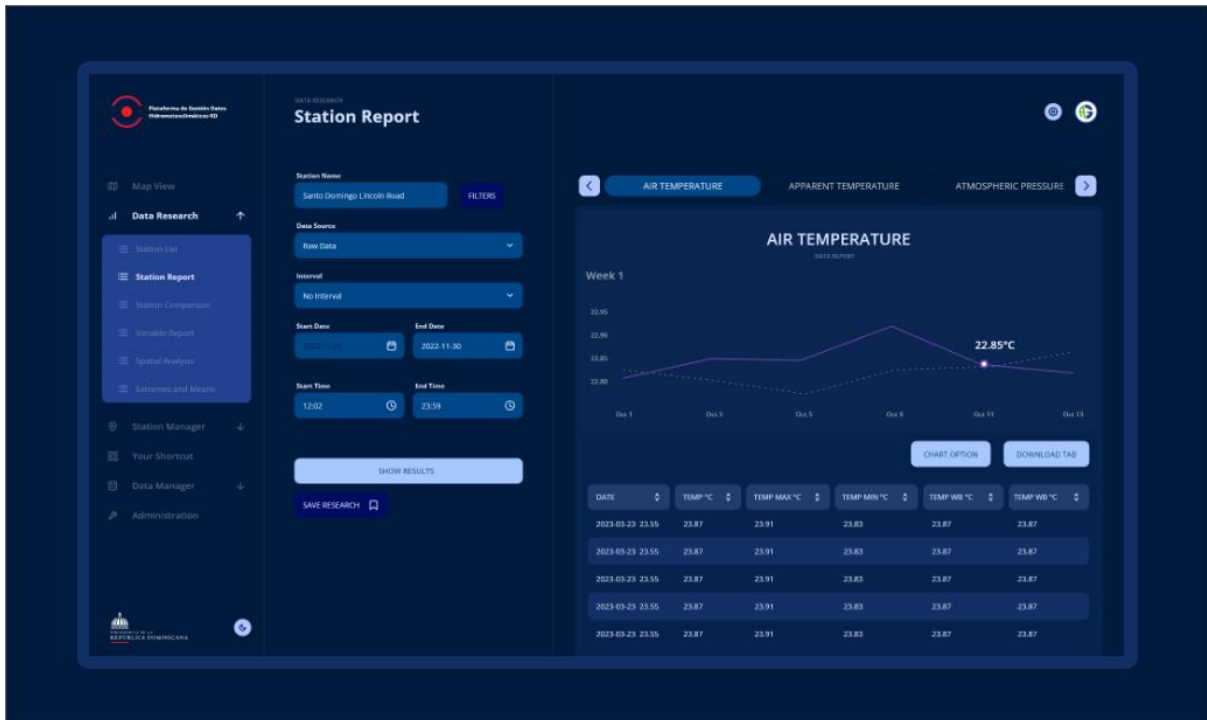 Plataforma de Gestión Datos
Hidrometeoclimáticos RD
Map View
Data Research
Station List
Station Report
Station Comparison
Variable Report
Spatial Analysis
Extremes and Means
Station Manager
Your Shortcut
Data Manager
Administration
PRESIDENCIA DE LA
REPÚBLICA DOMINICANA
DATA RESEARCH
Station Report
Station Name
Santo Domingo Lincoln Road
FILTERS
Data Source
Raw Data
Interval
No Interval
Start Date
End Date
2022-11-30
Start Time
End Time
12:02
23:59
SHOW RESULTS
SAVE RESEARCH
AIR TEMPERATURE
APPARENT TEMPERATURE
ATMOSPHERIC PRESSURE
AIR TEMPERATURE
DATA REPORT
Week 1
22.95
22.90
22.85
22.80
22.85°C
Oct 1
Oct 3
Oct 5
Oct 8
Oct 11
Oct 13
CHART OPTION
DOWNLOAD TAB
DATE TEMP °C TEMP MAX °C TEMP MIN °C TEMP WB °C TEMP WB °C
2023-03-23 23.55 23.87 23.91 23.83 23.87 23.87
2023-03-23 23.55 23.87 23.91 23.83 23.87 23.87
2023-03-23 23.55 23.87 23.91 23.83 23.87 23.87
2023-03-23 23.55 23.87 23.91 23.83 23.87 23.87
2023-03-23 23.55 23.87 23.91 23.83 23.87 23.87